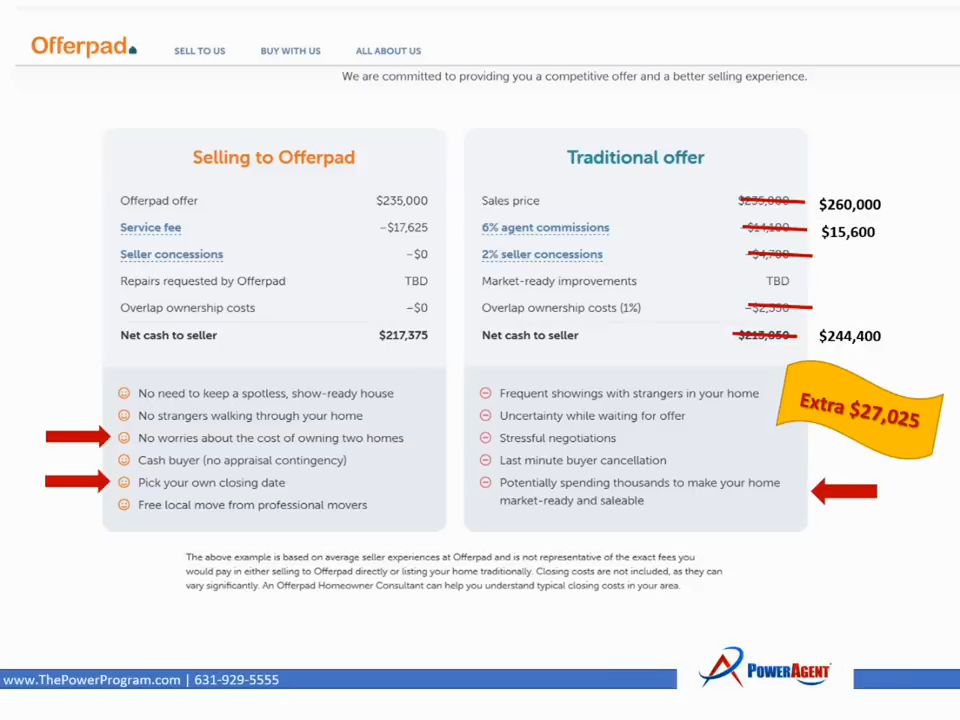 Offerpad.
SELL TO US BUY WITH US ALL ABOUT US
We are committed to providing you a competitive offer and a better selling experience.
Selling to Offerpad
Offerpad offer $235,000
Service fee –$17,625
Seller concessions –$0
Repairs requested by Offerpad TBD
Overlap ownership costs –$0
Net cash to seller $217,375
No need to keep a spotless, show-ready house
No strangers walking through your home
No worries about the cost of owning two homes
Cash buyer (no appraisal contingency)
Pick your own closing date
Free local move from professional movers
Traditional offer
Sales price $235,000 $260,000
6% agent commissions –$14,100 $15,600
2% seller concessions –$4,700
Market-ready improvements TBD
Overlap ownership costs (1%) –$2,350
Net cash to seller $213,850 $244,400
Frequent showings with strangers in your home
Uncertainty while waiting for offer
Stressful negotiations
Last minute buyer cancellation
Potentially spending thousands to make your home
market-ready and saleable
Extra $27,025
The above example is based on average seller experiences at Offerpad and is not representative of the exact fees you
would pay in either selling to Offerpad directly or listing your home traditionally. Closing costs are not included, as they can
vary significantly. An Offerpad Homeowner Consultant can help you understand typical closing costs in your area.
www.ThePowerProgram.com | 631-929-5555
POWERAGENT